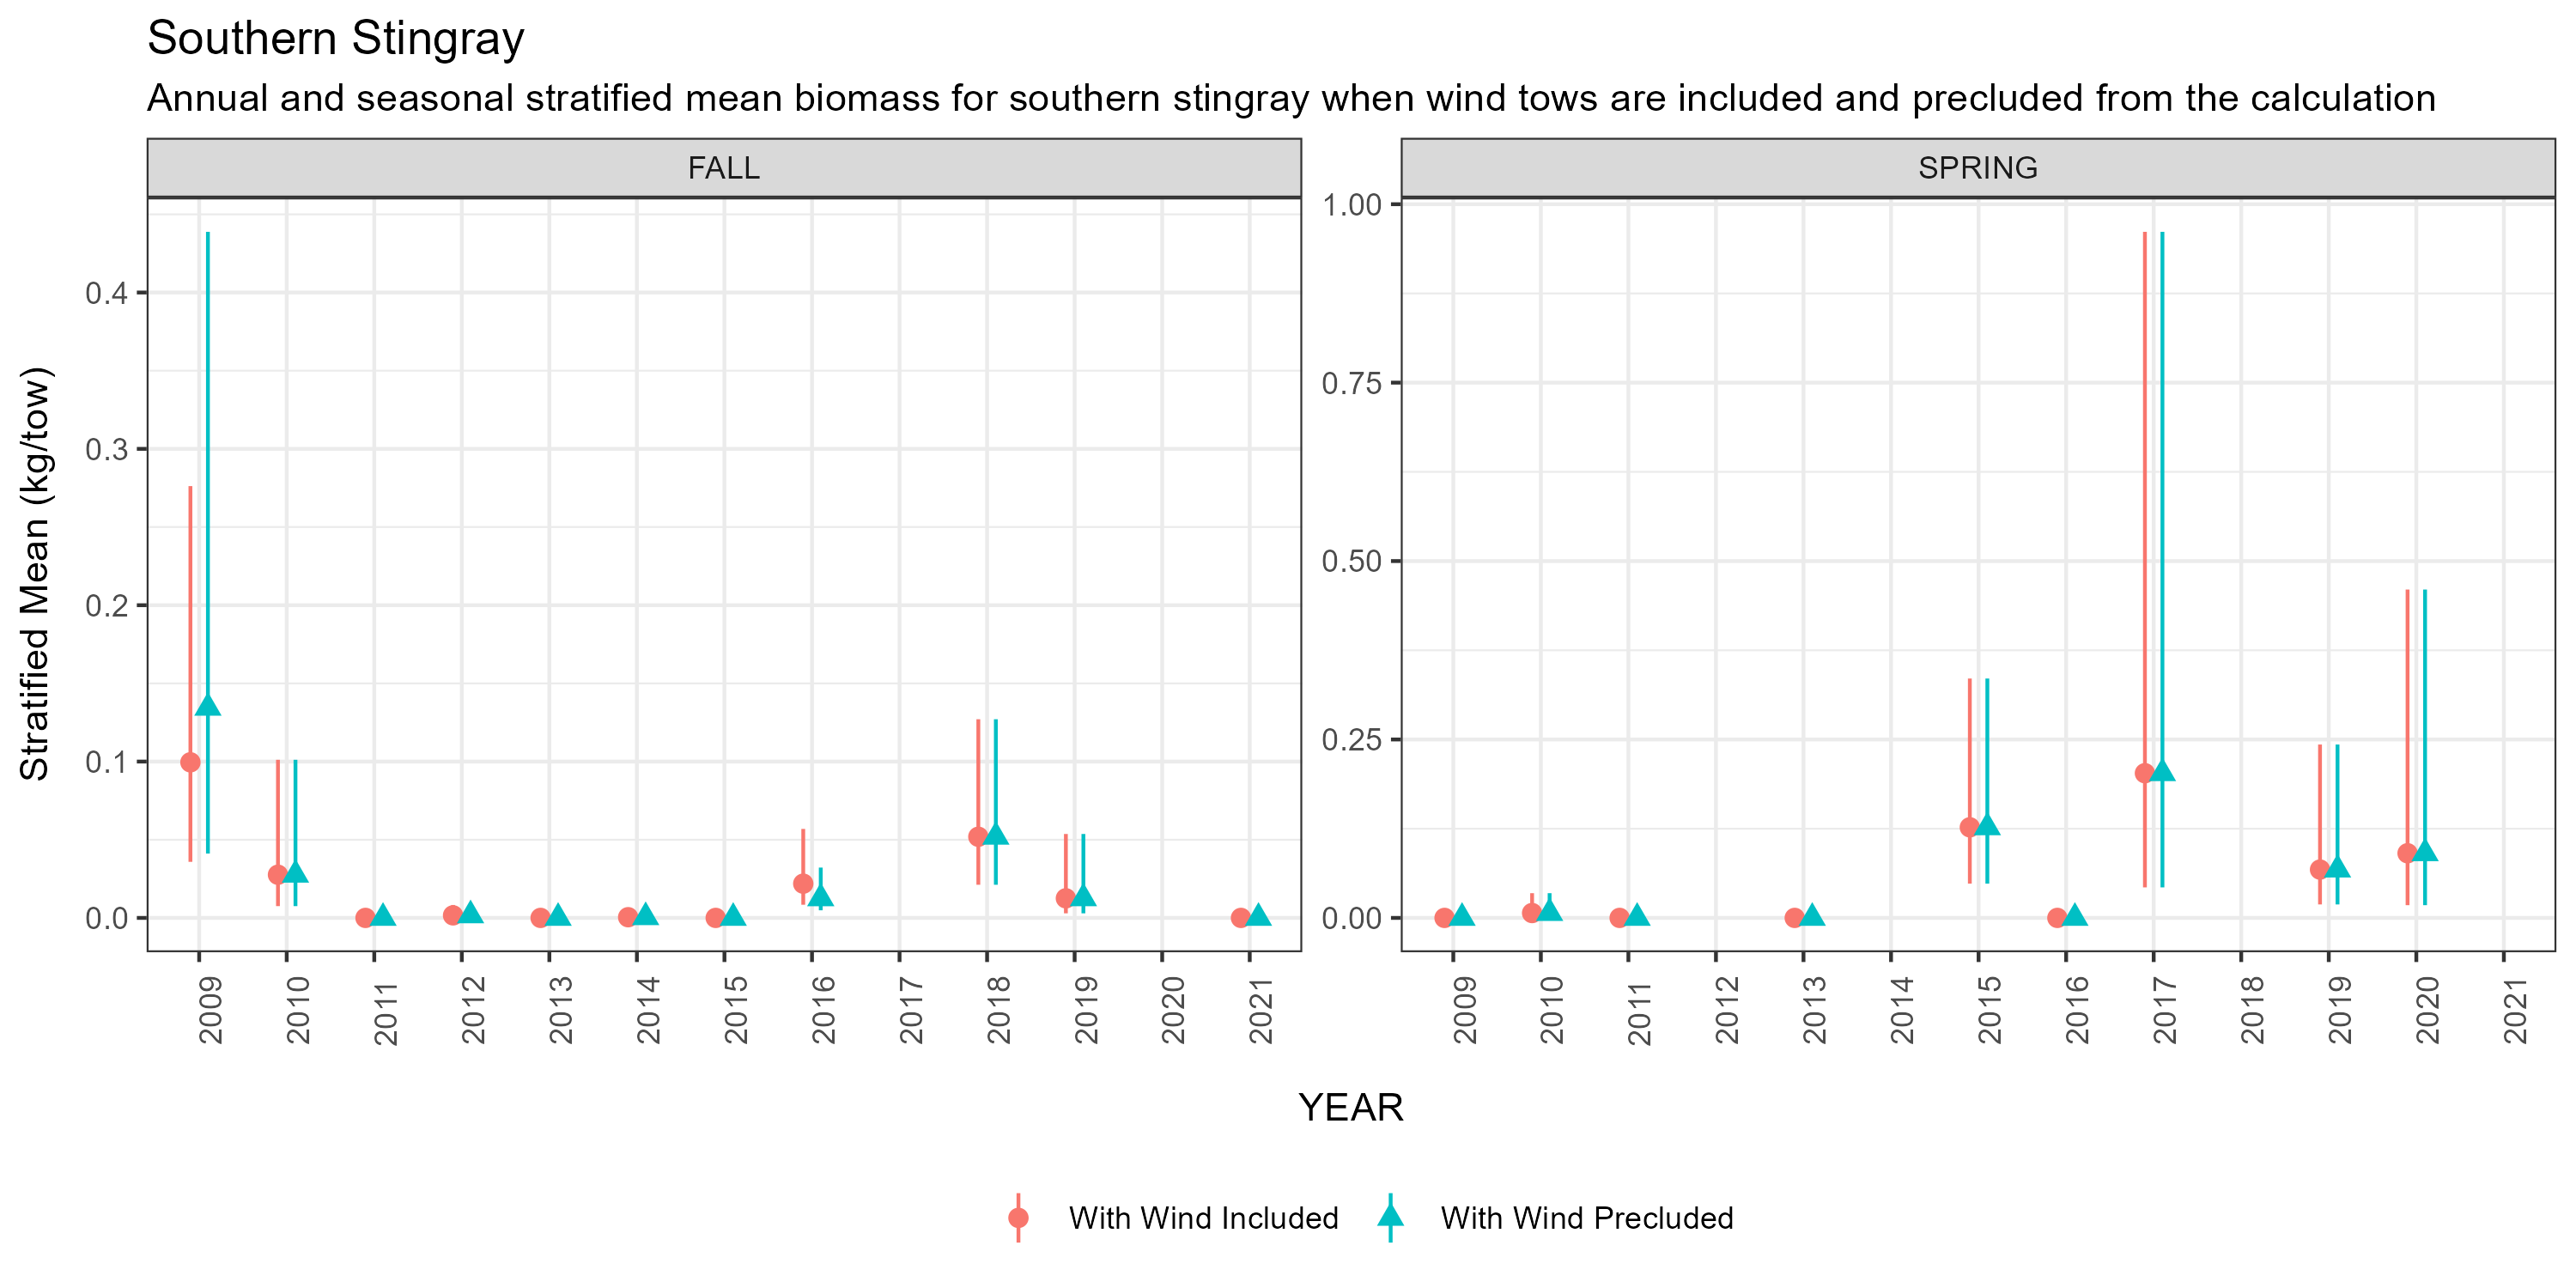 Southern Stingray
Annual and seasonal stratified mean biomass for southern stingray when wind tows are included and precluded from the calculation
FALL
SPRING
Stratified Mean (kg/tow)
0.4
0.3
0.2
0.1
0.0
1.00
0.75
0.50
0.25
0.00
2009 2010 2011 2012 2013 2014 2015 2016 2017 2018 2019 2020 2021
2009 2010 2011 2012 2013 2014 2015 2016 2017 2018 2019 2020 2021
YEAR
With Wind Included
With Wind Precluded